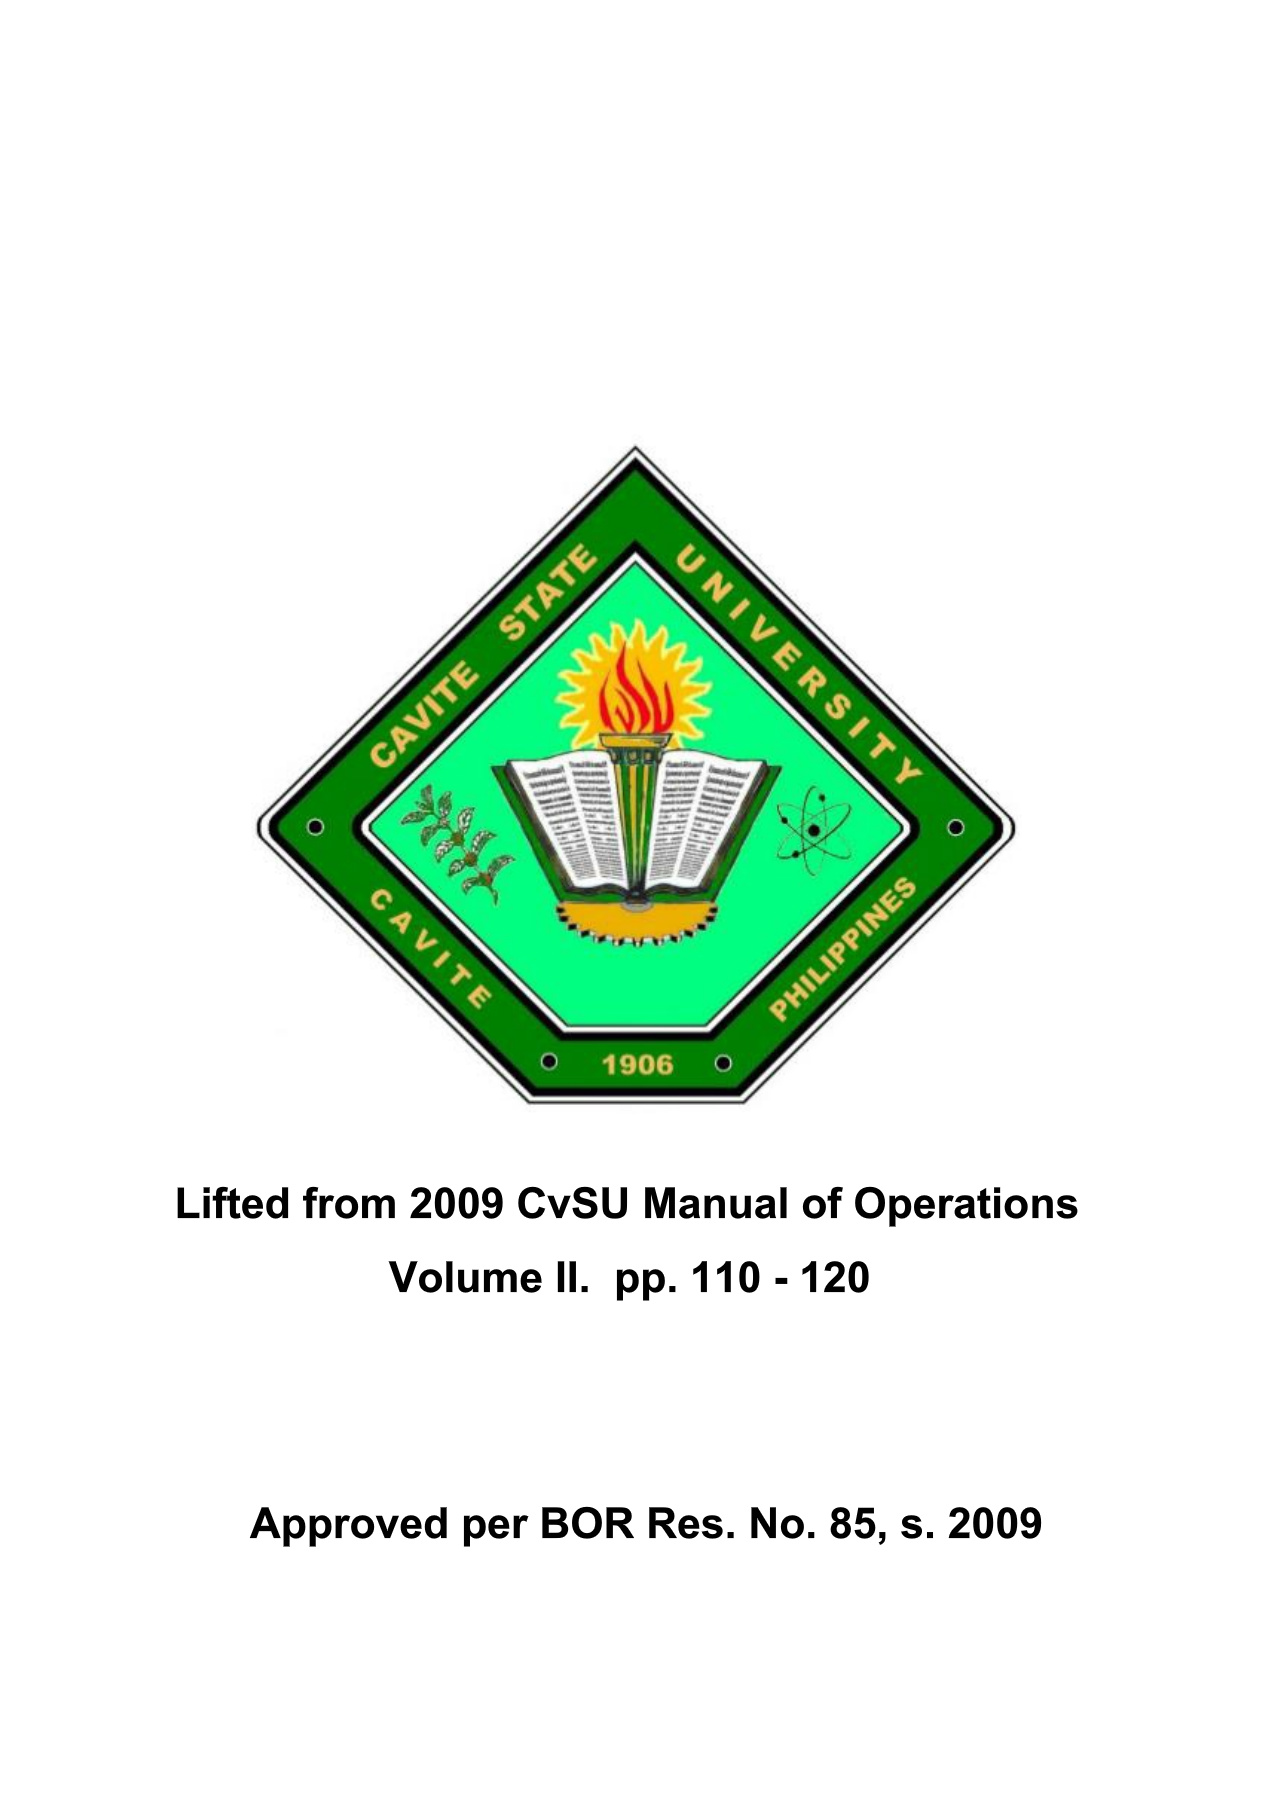 CAVITE STATE UNIVERSITY
CvSU
CAVITE
1906
PHILIPPINES
Lifted from 2009 CvSU Manual of Operations
Volume II. pp. 110 - 120
Approved per BOR Res. No. 85, s. 2009